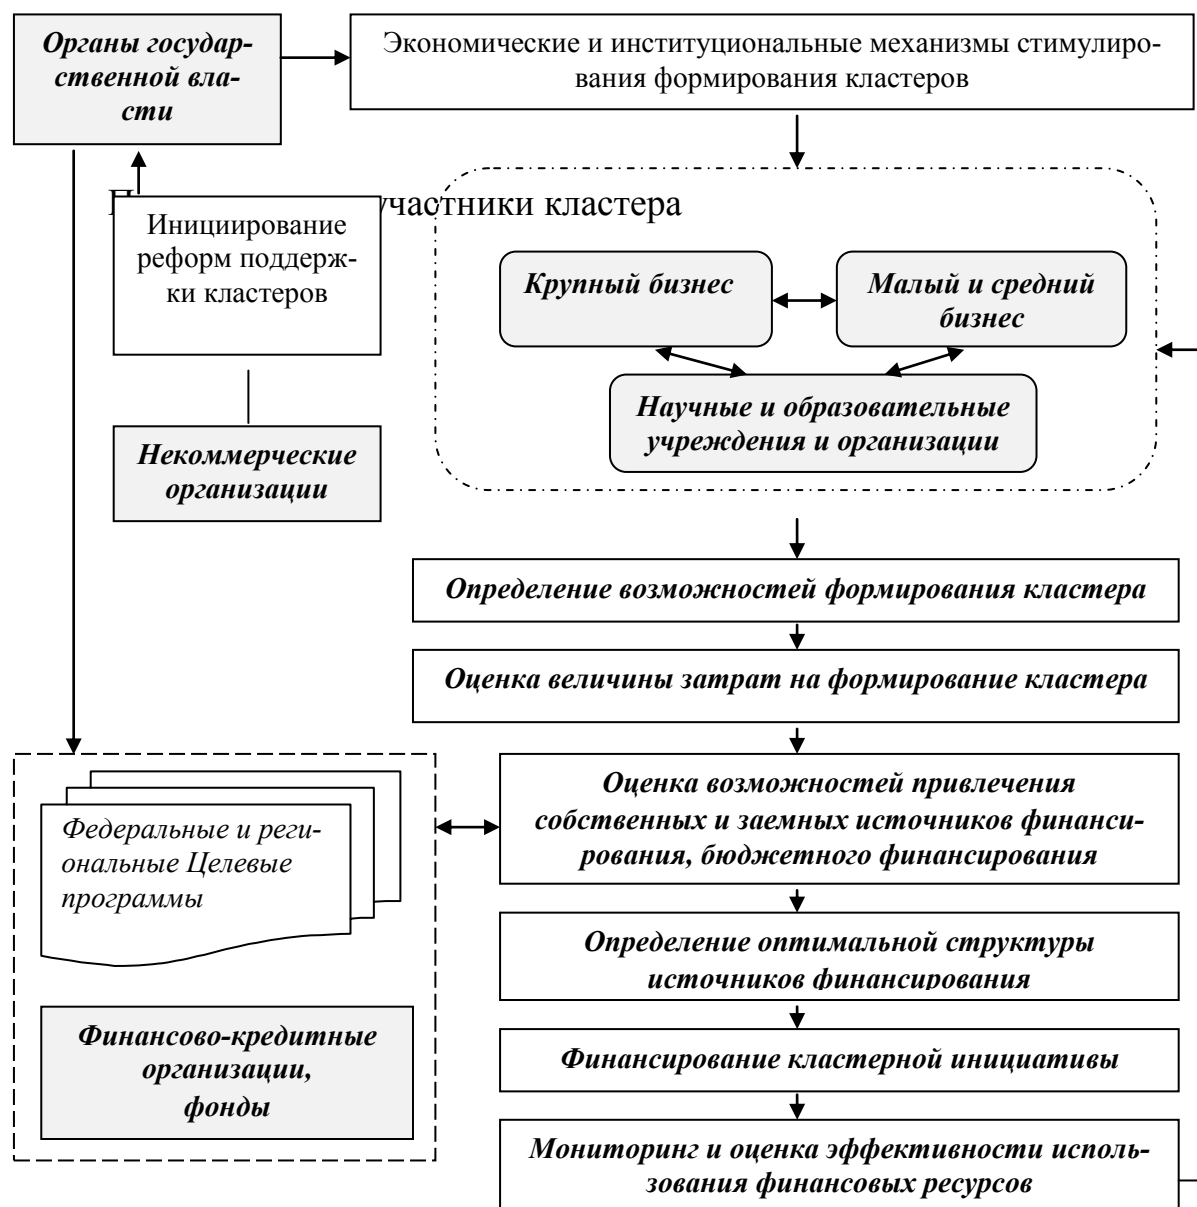 Органы государ-
ственной вла-
сти
Экономические и институциональные механизмы стимулиро-
вания формирования кластеров
участники кластера
Инициирование
реформ поддерж-
ки кластеров
Крупный бизнес
Малый и средний
бизнес
Научные и образовательные
учреждения и организации
Некоммерческие
организации
Определение возможностей формирования кластера
Оценка величины затрат на формирование кластера
Оценка возможностей привлечения
собственных и заемных источников финанси-
рования, бюджетного финансирования
Федеральные и реги-
ональные Целевые
программы
Определение оптимальной структуры
источников финансирования
Финансово-кредитные
организации,
фонды
Финансирование кластерной инициативы
Мониторинг и оценка эффективности исполь-
зования финансовых ресурсов